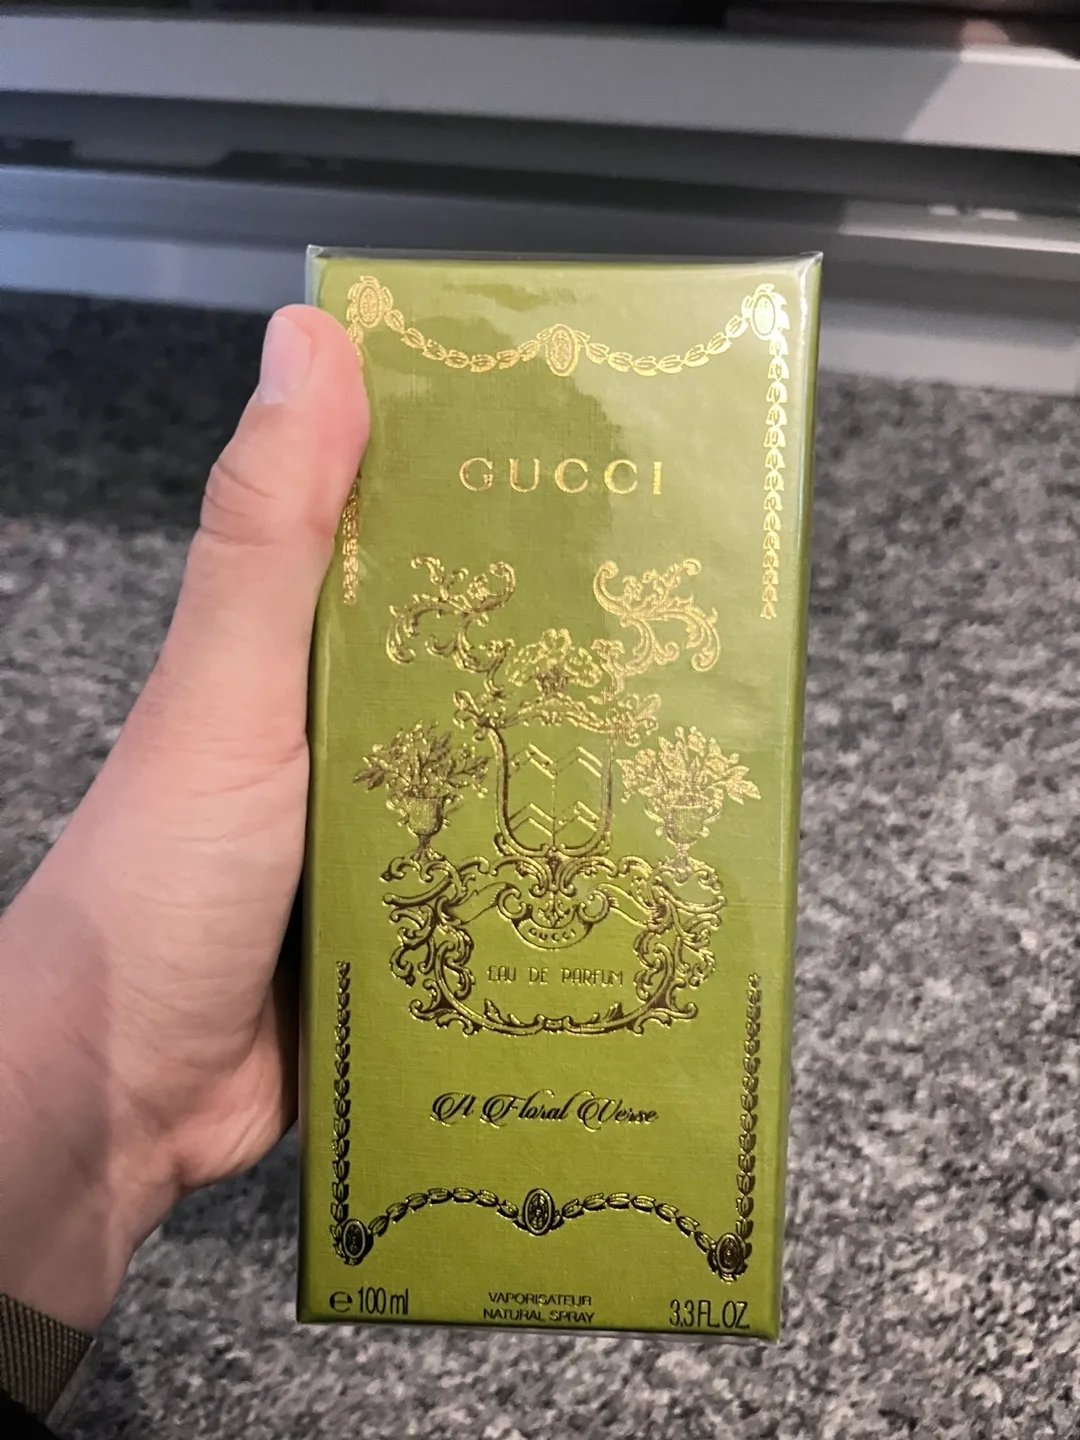 GUCCI
GUCCI
EAU DE PARFUM
A Floral Verse
e 100 ml
VAPORISATEUR
NATURAL SPRAY
3,3 FL. OZ